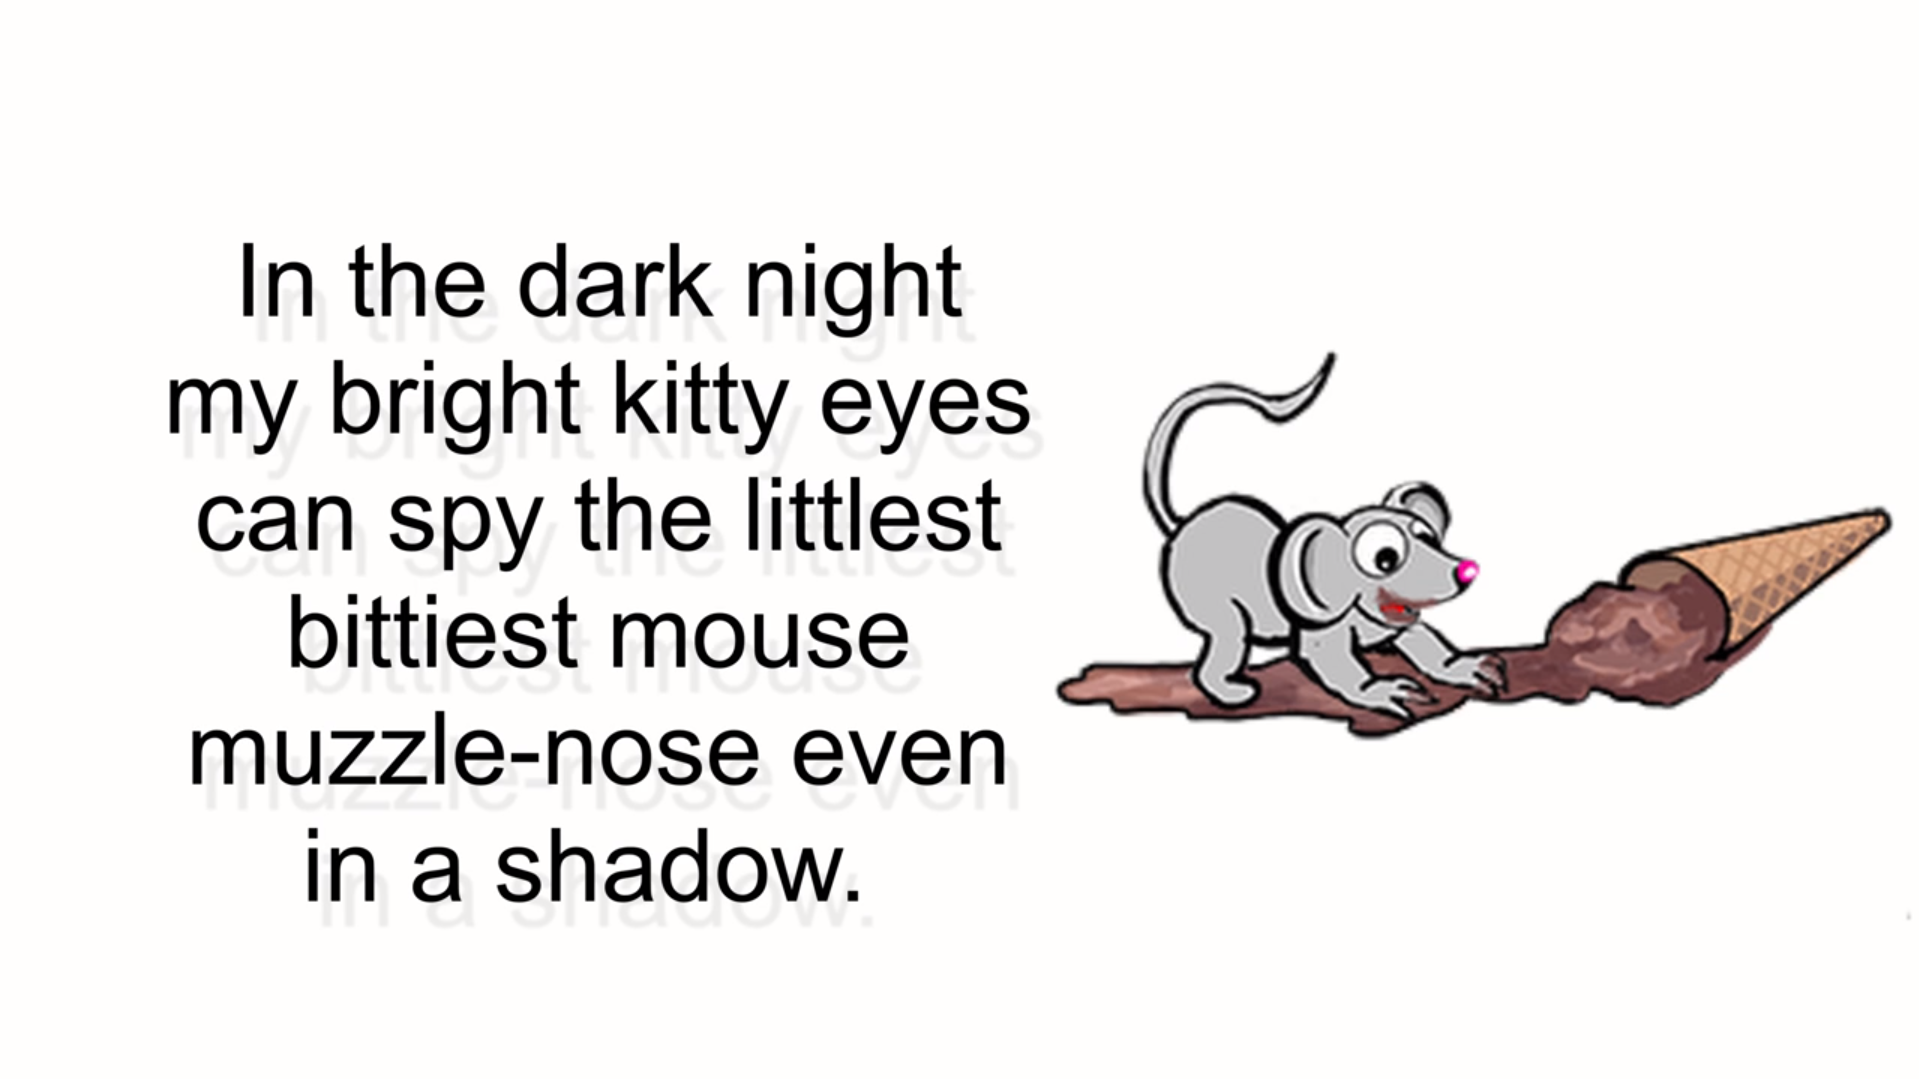 In the dark night
my bright kitty eyes
can spy the littlest
bittiest mouse
muzzle-nose even
in a shadow.